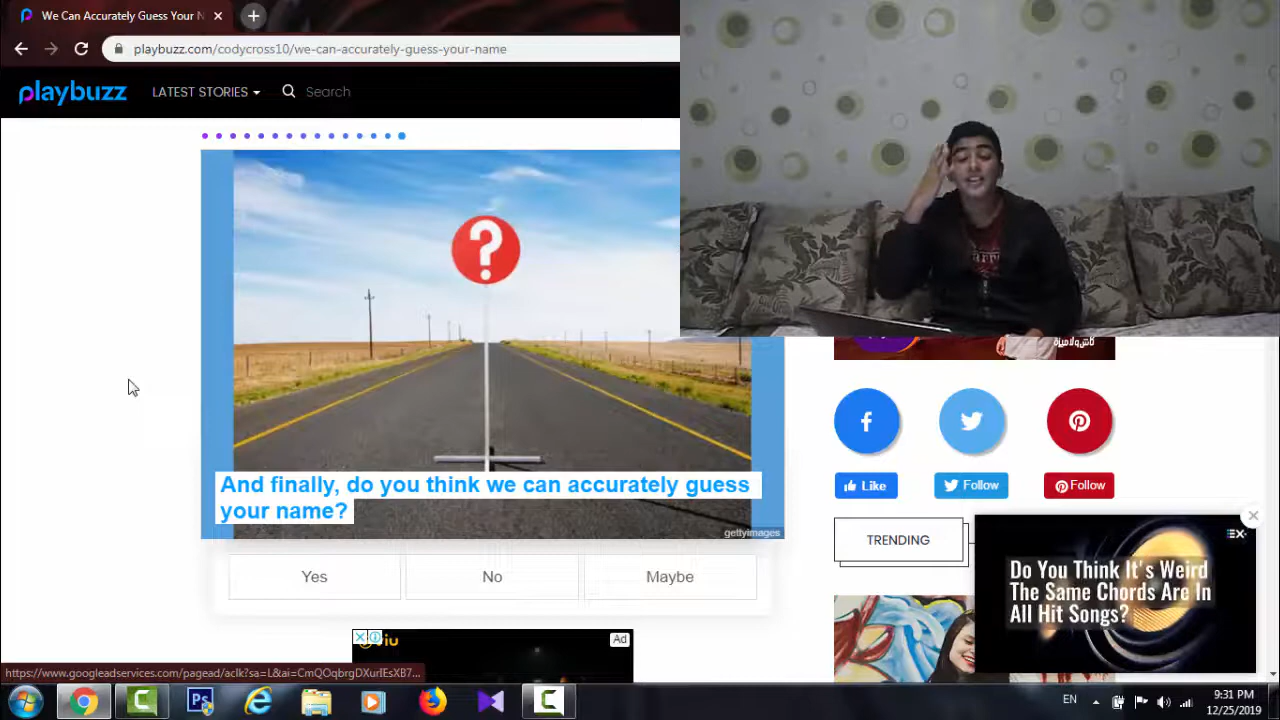 We Can Accurately Guess Your N
playbuzz.com/codycross10/we-can-accurately-guess-your-name
playbuzz
LATEST STORIES
Search
?
And finally, do you think we can accurately guess
your name?
gettyimages
Yes
No
Maybe
Like
Follow
Follow
TRENDING
Do You Think It's Weird
The Same Chords Are In
All Hit Songs?
viu
Ad
https://www.googleadservices.com/pagead/aclk?sa=L&ai=CmQOqbrgDXurlEsXB7...
Ps
EN
9:31 PM
12/25/2019